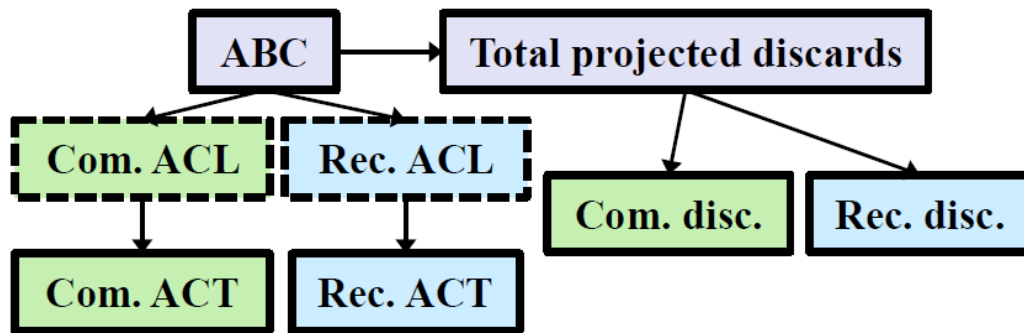 ABC
Total projected discards
Com. ACL
Rec. ACL
Com. disc.
Rec. disc.
Com. ACT
Rec. ACT